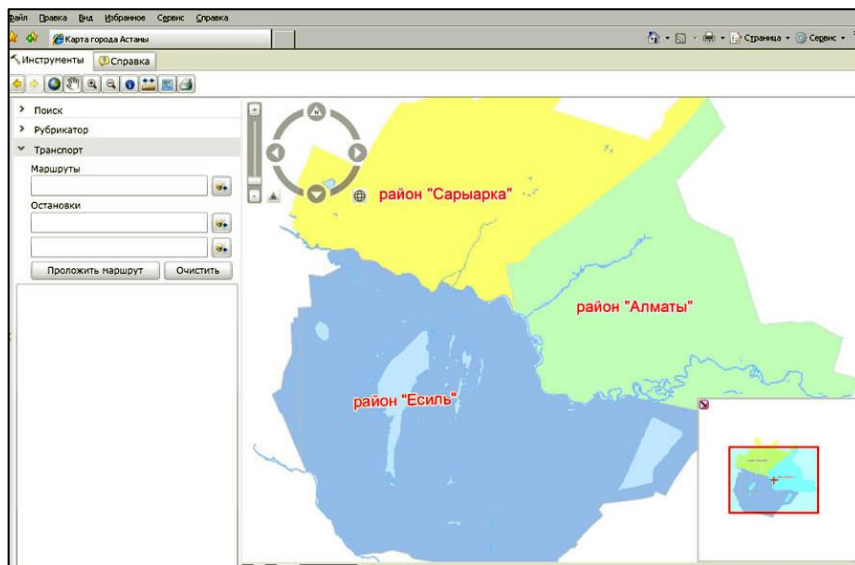 Файл Правка Вид Избранное Сервис Справка
Карта города Астаны
Страница Сервис
Инструменты Справка
Поиск
Рубрикатор
Транспорт
Маршруты
Остановки
Проложить маршрут Очистить
N
район "Сарыарка"
район "Алматы"
район "Есиль"